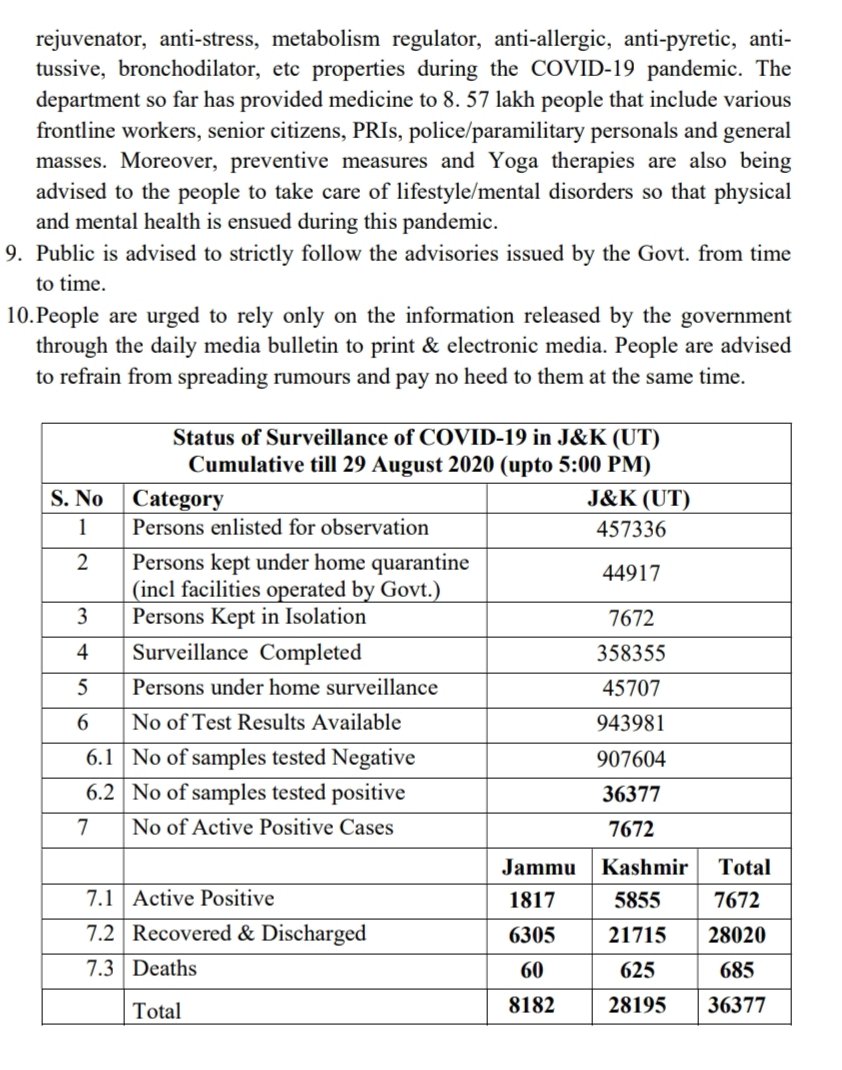 rejuvenator, anti-stress, metabolism regulator, anti-allergic, anti-pyretic, anti-
tussive, bronchodilator, etc properties during the COVID-19 pandemic. The
department so far has provided medicine to 8. 57 lakh people that include various
frontline workers, senior citizens, PRIs, police/paramilitary personals and general
masses. Moreover, preventive measures and Yoga therapies are also being
advised to the people to take care of lifestyle/mental disorders so that physical
and mental health is ensued during this pandemic.
9. Public is advised to strictly follow the advisories issued by the Govt. from time
to time.
10.People are urged to rely only on the information released by the government
through the daily media bulletin to print & electronic media. People are advised
to refrain from spreading rumours and pay no heed to them at the same time.
Status of Surveillance of COVID-19 in J&K (UT)
Cumulative till 29 August 2020 (upto 5:00 PM)
S. No Category J&K (UT)
1 Persons enlisted for observation 457336
2 Persons kept under home quarantine
(incl facilities operated by Govt.) 44917
3 Persons Kept in Isolation 7672
4 Surveillance Completed 358355
5 Persons under home surveillance 45707
6 No of Test Results Available 943981
6.1 No of samples tested Negative 907604
6.2 No of samples tested positive 36377
7 No of Active Positive Cases 7672
Jammu Kashmir Total
7.1 Active Positive 1817 5855 7672
7.2 Recovered & Discharged 6305 21715 28020
7.3 Deaths 60 625 685
Total 8182 28195 36377